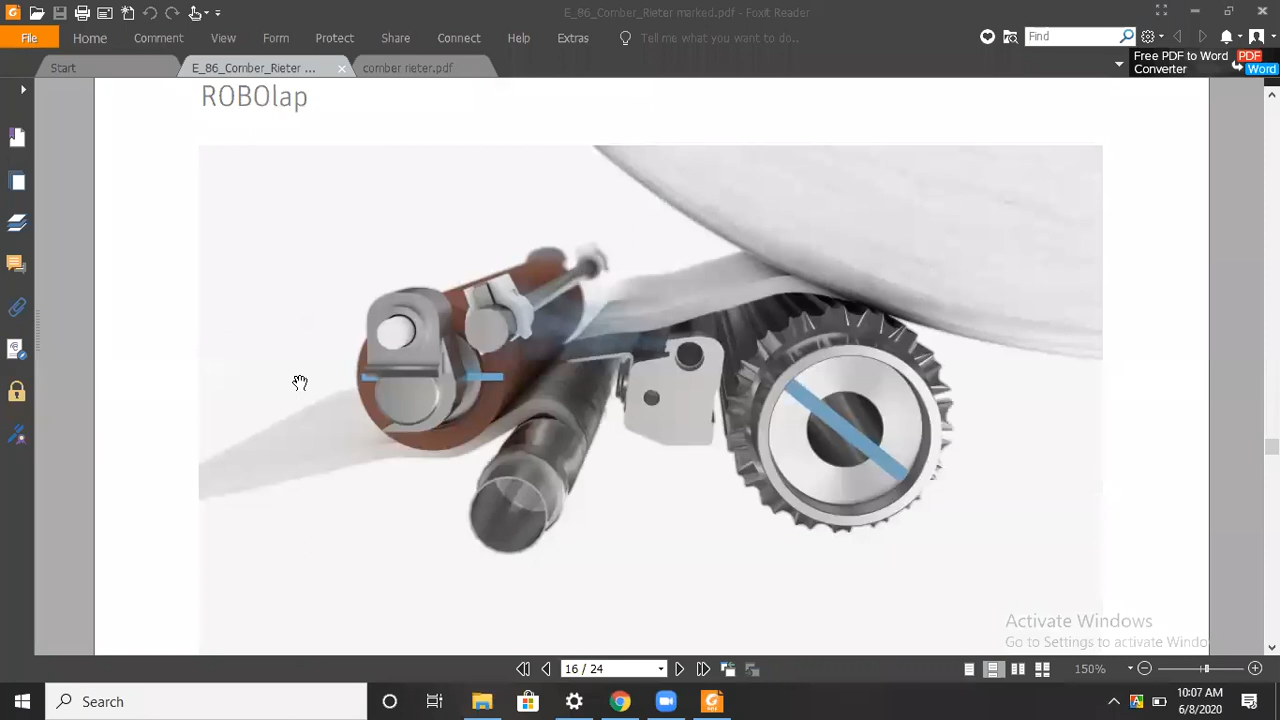 E_86_Comber_Rieter marked.pdf - Foxit Reader
File Home Comment View Form Protect Share Connect Help Extras Tell me what you want to do.. Find
Start E_86_Comber_Rieter ... comber rieter.pdf Free PDF to Word Converter PDF Word
ROBOlap
Activate Windows
Go to Settings to activate Windo
16 / 24 150%
Search 10:07 AM
6/8/2020